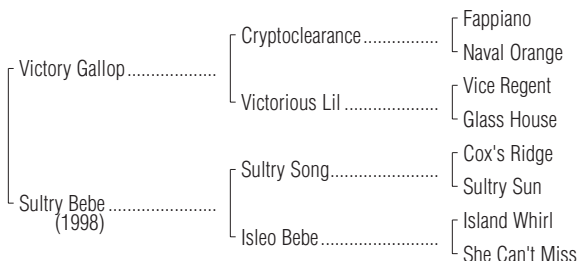 Fappiano
Cryptoclearance..................
Naval Orange
Victory Gallop.....................
Vice Regent
Victorious Lil......................
Glass House
Cox's Ridge
Sultry Song.........................
Sultry Sun
Sultry Bebe.........................
(1998)
Island Whirl
Isleo Bebe...........................
She Can't Miss